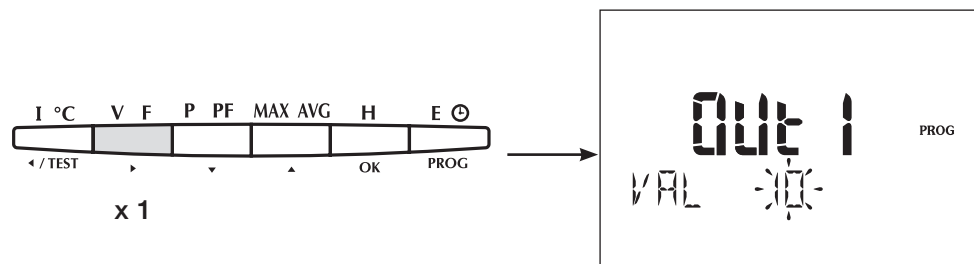 I °C V F P PF MAX AVG H E
/ TEST OK PROG
x 1
OUt 1
PROG
VAL 10